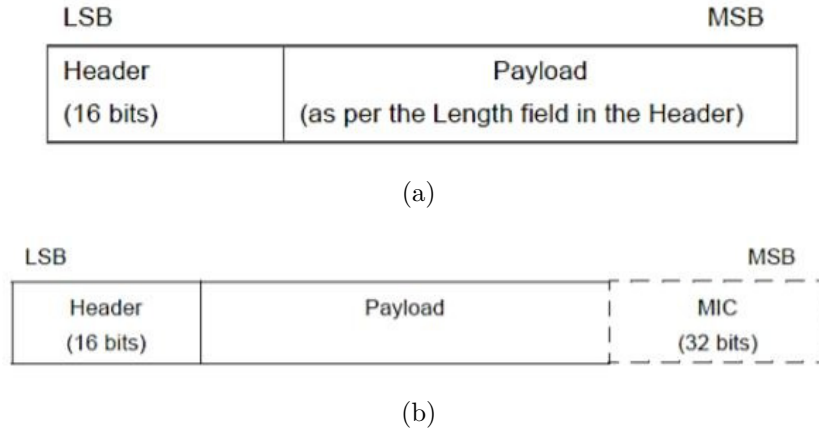 LSB MSB
Header Payload
(16 bits) (as per the Length field in the Header)
(a)
LSB MSB
Header Payload MIC
(16 bits) (32 bits)
(b)